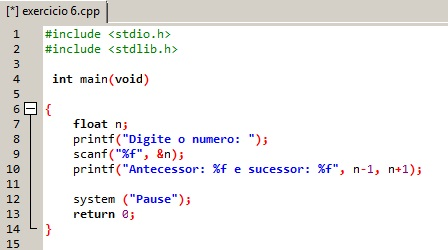 [*] exercicio 6.cpp
1 #include <stdio.h>
2 #include <stdlib.h>
3
4 int main(void)
5
6 {
7 float n;
8 printf("Digite o numero: ");
9 scanf("%f", &n);
10 printf("Antecessor: %f e sucessor: %f", n-1, n+1);
11
12 system ("Pause");
13 return 0;
14 }
15